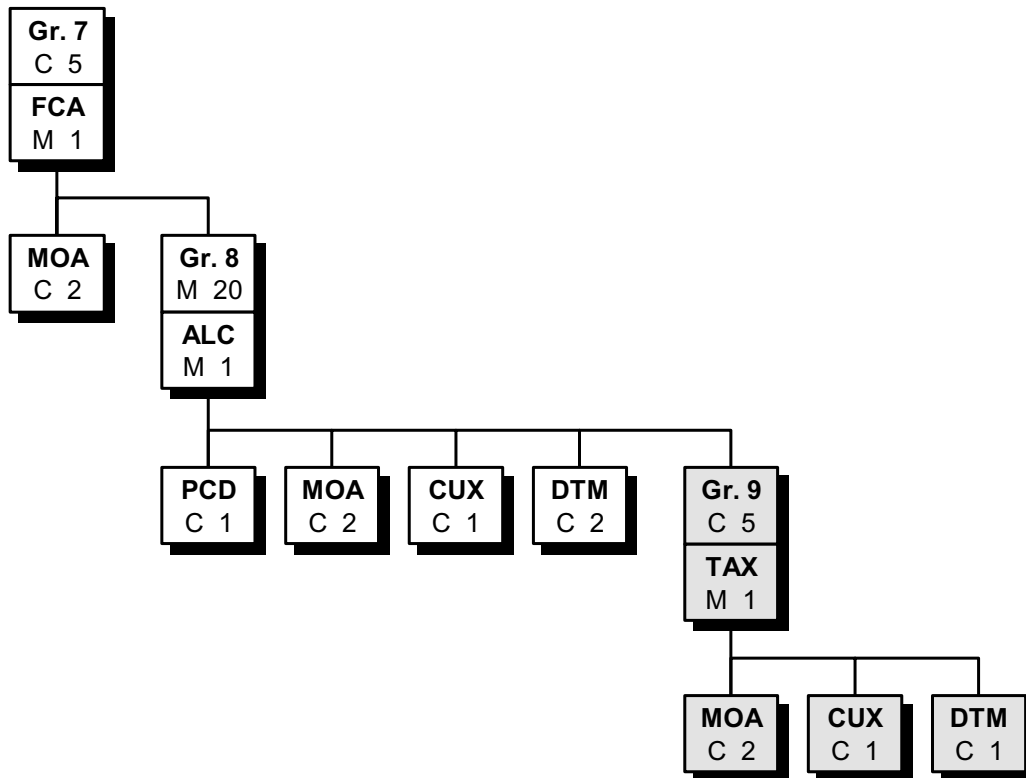 Gr. 7
C 5
FCA
M 1
MOA
C 2
Gr. 8
M 20
ALC
M 1
PCD
C 1
MOA
C 2
CUX
C 1
DTM
C 2
Gr. 9
C 5
TAX
M 1
MOA
C 2
CUX
C 1
DTM
C 1